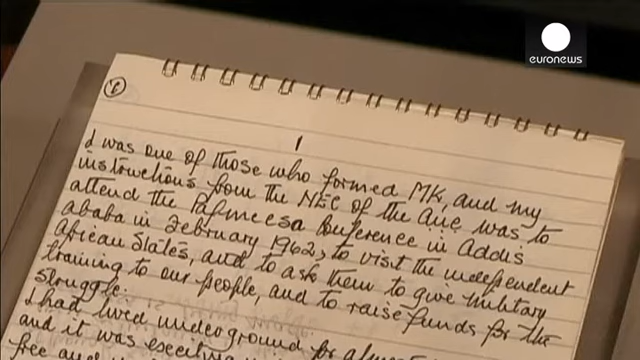 euronews
(i)
1
I was one of those who formed MK, and my
instructions from the NEC of the ANC was to
attend the Pafmecsa Conference in Addis
Ababa in February 1962, to visit the independent
African States, and to ask them to give military
training to our people, and to raise funds for the
struggle.
I had lived underground for
and it was exciting
free and